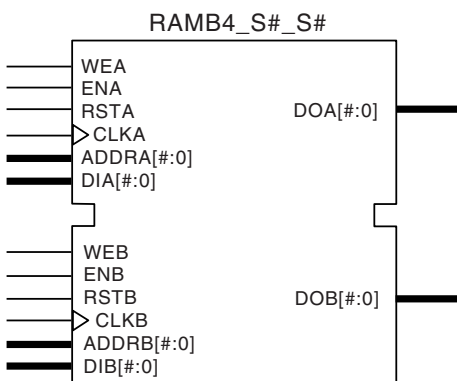 RAMB4_S#_S#
WEA
ENA
RSTA
CLKA
ADDRA[#:0]
DIA[#:0]
DOA[#:0]
WEB
ENB
RSTB
CLKB
ADDRB[#:0]
DIB[#:0]
DOB[#:0]